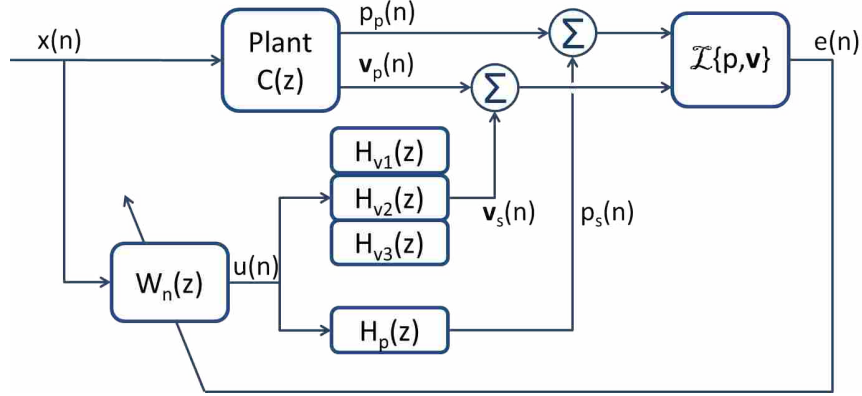 x(n)
Plant
C(z)
p_p(n)
v_p(n)
Σ
Σ
ℐ{p,v}
e(n)
H_v1(z)
H_v2(z)
H_v3(z)
v_s(n)
p_s(n)
W_n(z)
u(n)
H_p(z)